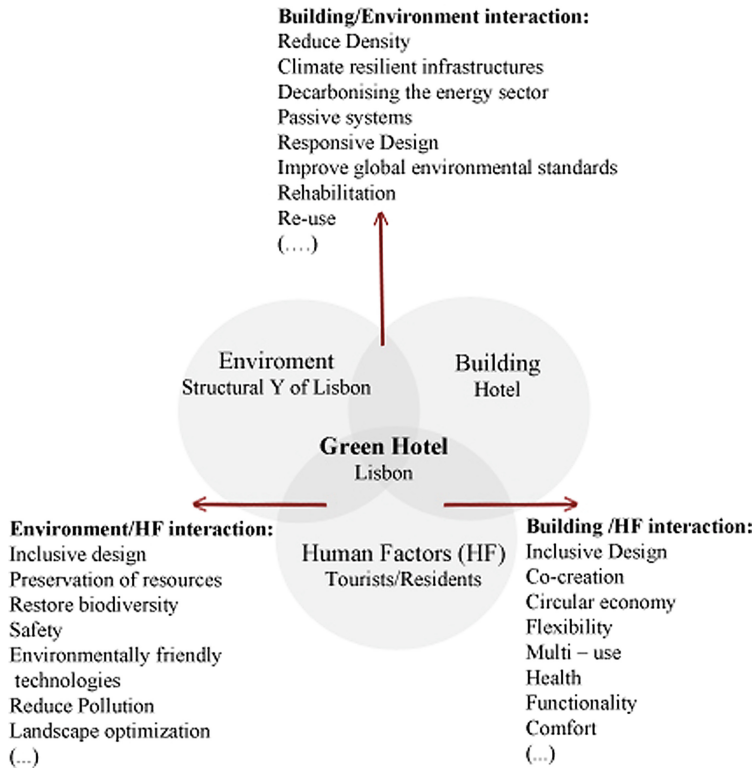 Building/Environment interaction:
Reduce Density
Climate resilient infrastructures
Decarbonising the energy sector
Passive systems
Responsive Design
Improve global environmental standards
Rehabilitation
Re-use
(....)
Enviroment
Structural Y of Lisbon
Building
Hotel
Green Hotel
Lisbon
Human Factors (HF)
Tourists/Residents
Environment/HF interaction:
Inclusive design
Preservation of resources
Restore biodiversity
Safety
Environmentally friendly
technologies
Reduce Pollution
Landscape optimization
(...)
Building /HF interaction:
Inclusive Design
Co-creation
Circular economy
Flexibility
Multi – use
Health
Functionality
Comfort
(...)